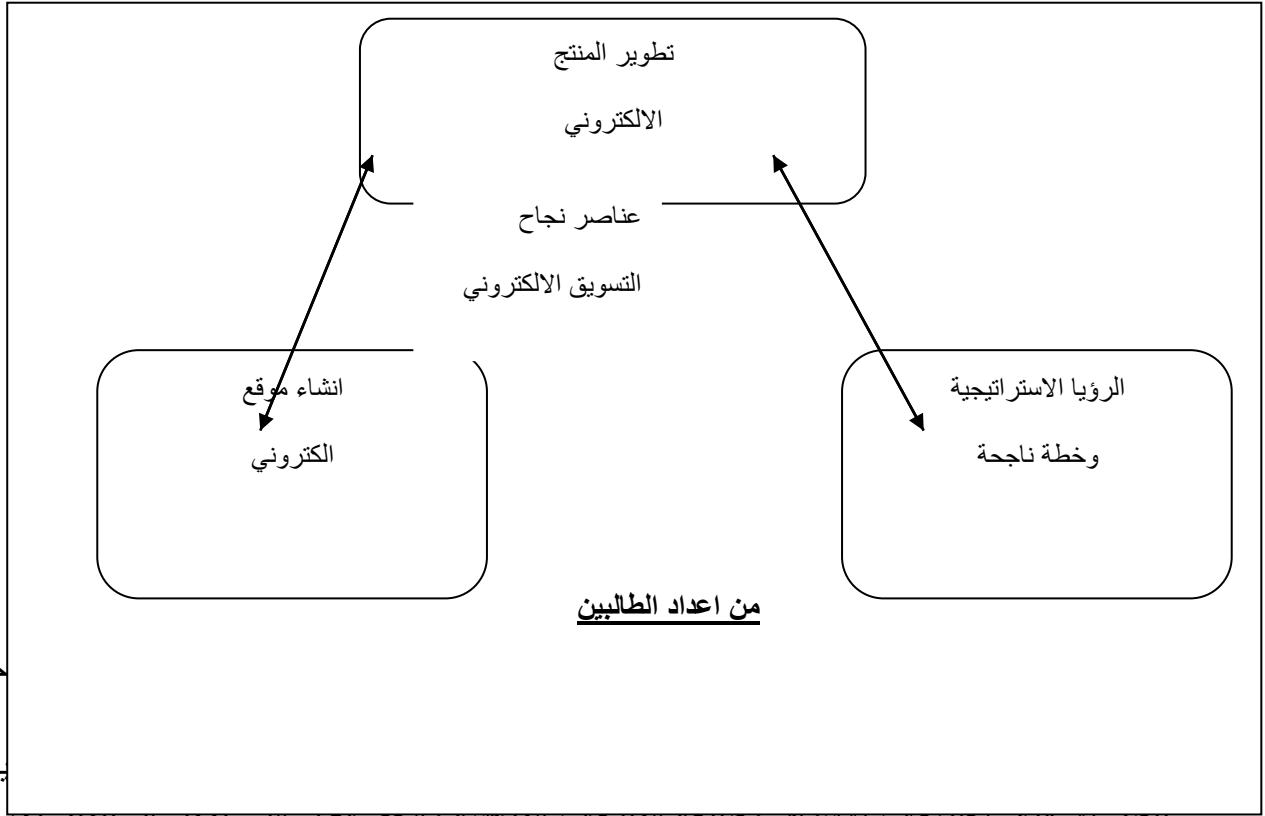 تطوير المنتج
الالكتروني
عناصر نجاح
التسويق الالكتروني
الرؤيا الاستراتيجية
وخطة ناجحة
انشاء موقع
الكتروني
من اعداد الطالبين